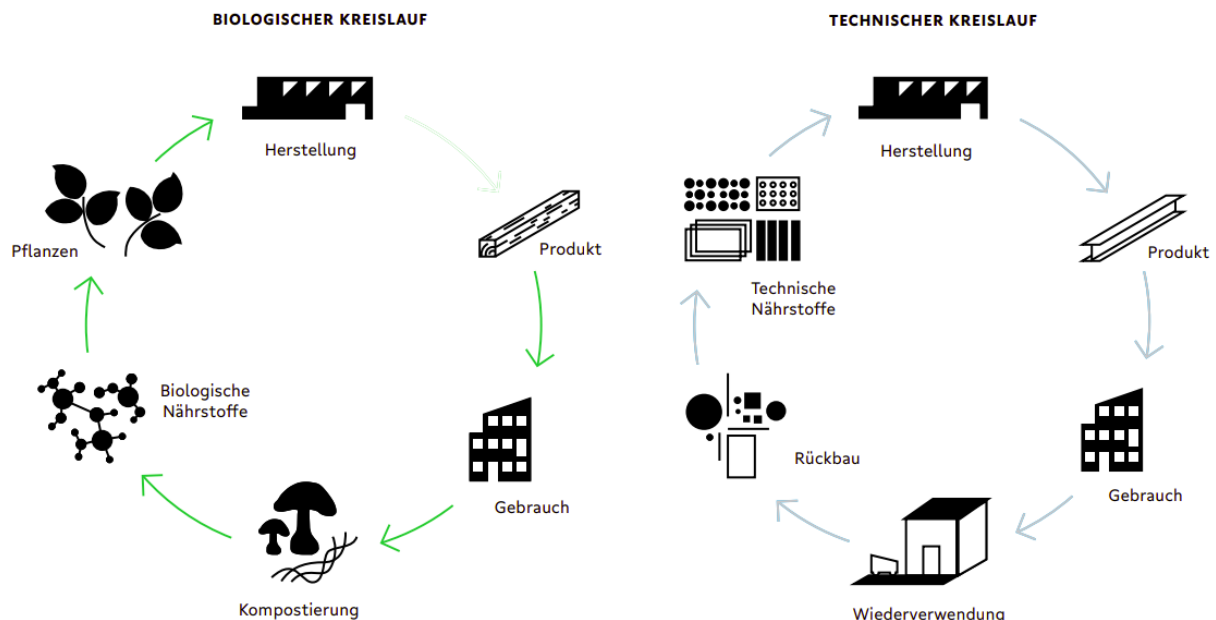 BIOLOGISCHER KREISLAUF
Herstellung
Produkt
Gebrauch
Kompostierung
Biologische
Nährstoffe
Pflanzen
TECHNISCHER KREISLAUF
Herstellung
Produkt
Gebrauch
Wiederverwendung
Rückbau
Technische
Nährstoffe